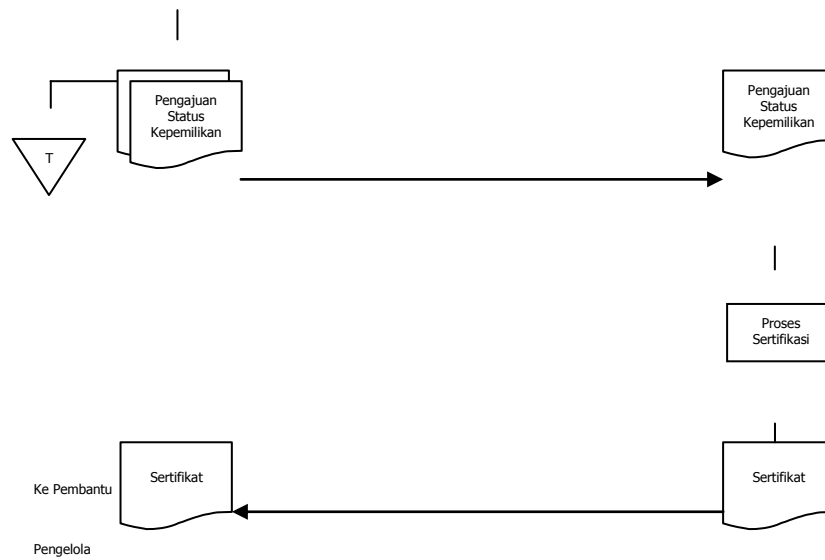 Pengajuan
Status
Kepemilikan
Pengajuan
Status
Kepemilikan
T
Proses
Sertifikasi
Ke Pembantu
Pengelola
Sertifikat
Sertifikat